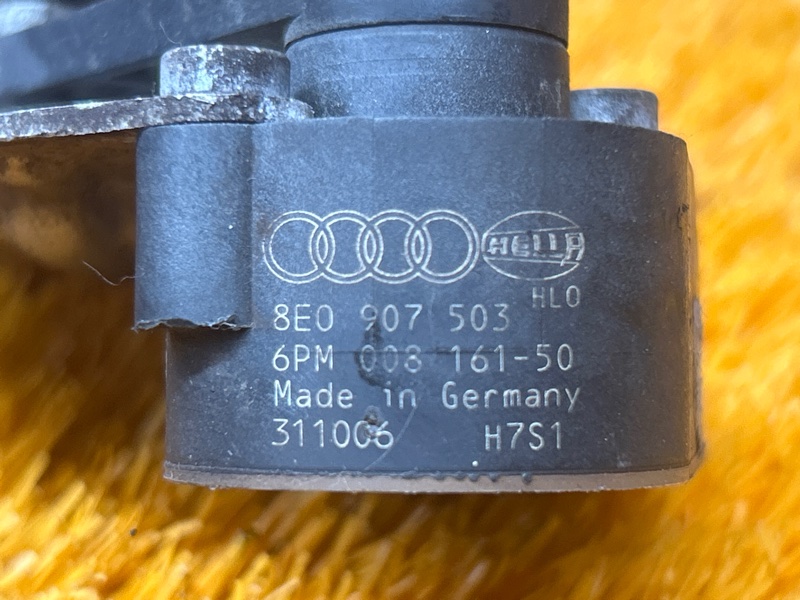 HELLA
HLO
8E0 907 503
6PM 008 161-50
Made in Germany
311006 H7S1